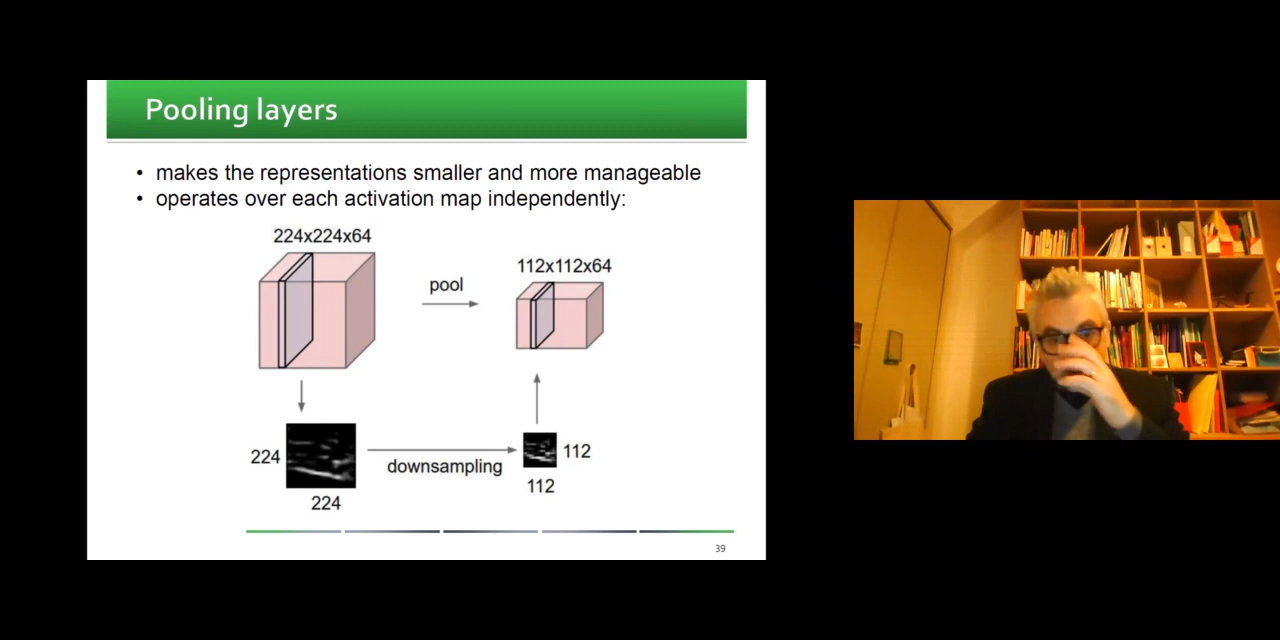 Pooling layers
• makes the representations smaller and more manageable
• operates over each activation map independently:
224x224x64
112x112x64
pool
224
downsampling
112
112
224
39